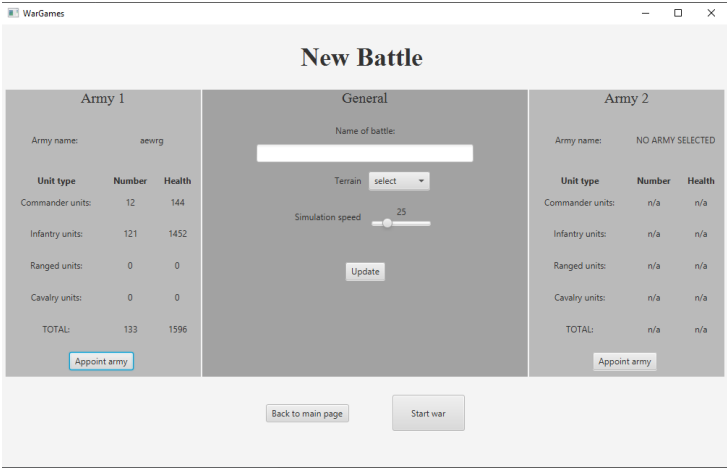 WarGames
New Battle
Army 1
Army name: aewrg
Unit type Number Health
Commander units: 12 144
Infantry units: 121 1452
Ranged units: 0 0
Cavalry units: 0 0
TOTAL: 133 1596
Appoint army
General
Name of battle:
Terrain select
Simulation speed 25
Update
Army 2
Army name: NO ARMY SELECTED
Unit type Number Health
Commander units: n/a n/a
Infantry units: n/a n/a
Ranged units: n/a n/a
Cavalry units: n/a n/a
TOTAL: n/a n/a
Appoint army
Back to main page
Start war